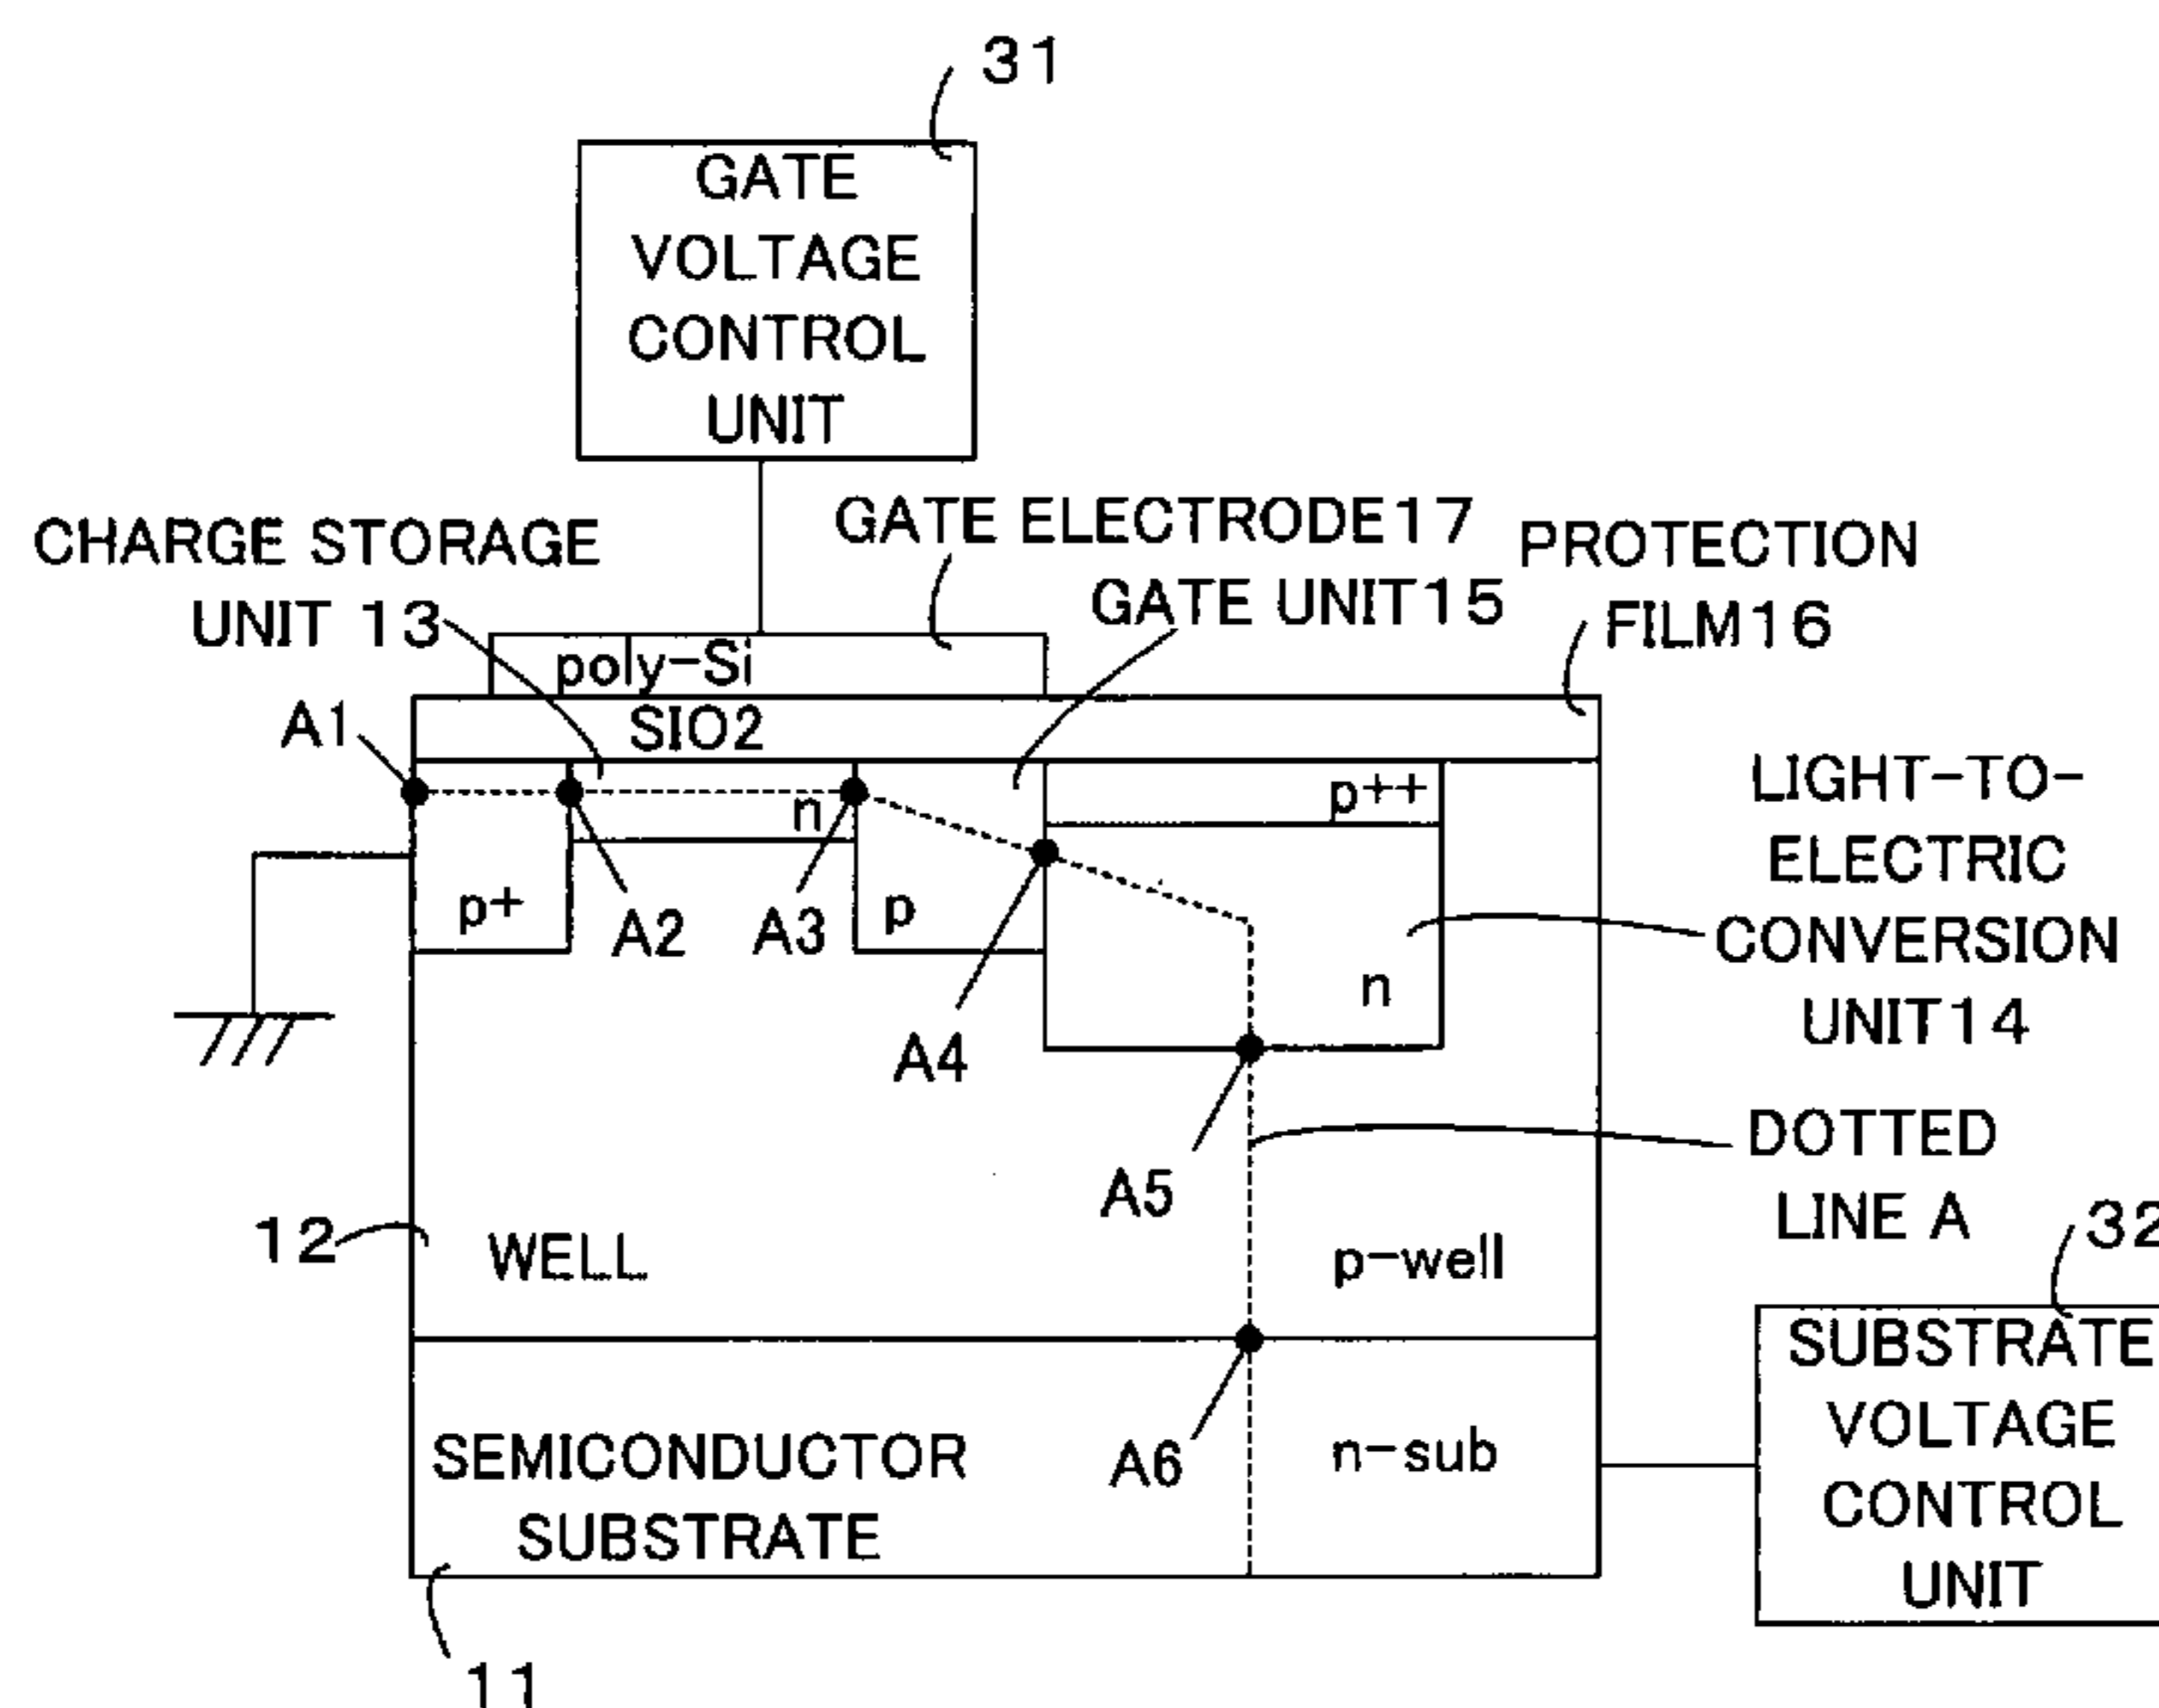 31
GATE
VOLTAGE
CONTROL
UNIT
CHARGE STORAGE
UNIT 13
GATE ELECTRODE17
GATE UNIT15
PROTECTION
FILM16
poly-Si
SIO2
A1
n
p++
p+
A2
A3
p
A4
n
LIGHT-TO-
ELECTRIC
CONVERSION
UNIT14
A5
DOTTED
LINE A
12
WELL
p-well
32
SUBSTRATE
VOLTAGE
CONTROL
UNIT
SEMICONDUCTOR
SUBSTRATE
A6
n-sub
11